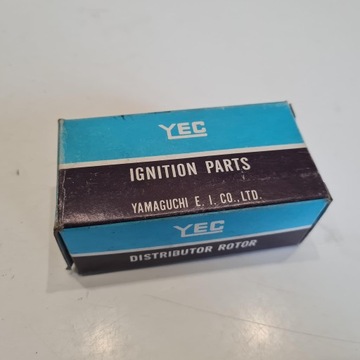 YEC
IGNITION PARTS
YAMAGUCHI E. I. CO., LTD.
YEC
DISTRIBUTOR ROTOR